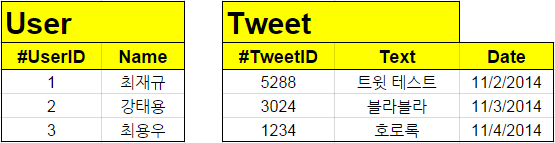 User Tweet
#UserID Name #TweetID Text Date
1 최재규 5288 트윗 테스트 11/2/2014
2 강태용 3024 블라블라 11/3/2014
3 최용우 1234 호로록 11/4/2014